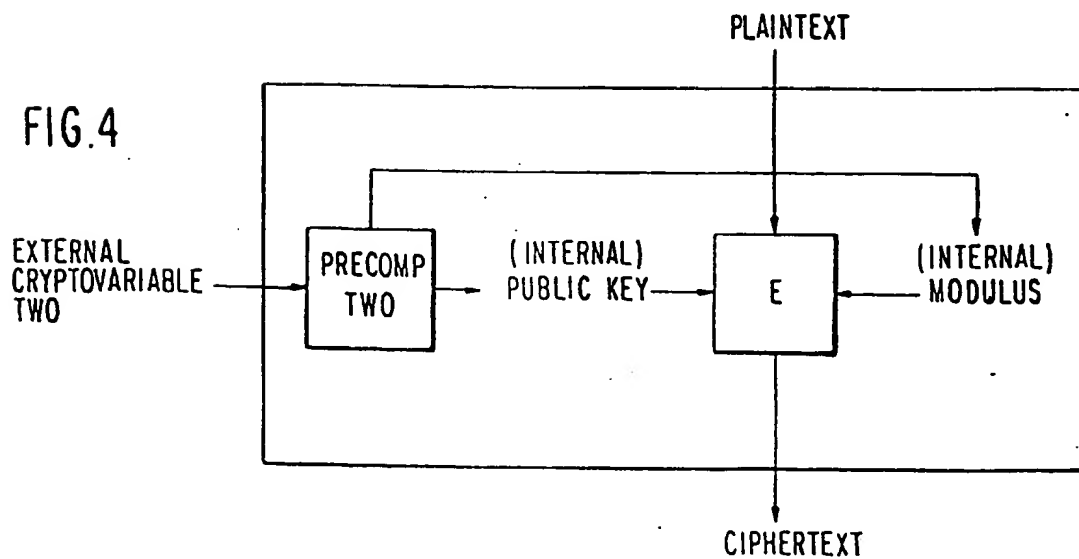 PLAINTEXT
FIG.4
EXTERNAL
CRYPTOVARIABLE
TWO
PRECOMP
TWO
(INTERNAL)
PUBLIC KEY
E
(INTERNAL)
MODULUS
CIPHERTEXT